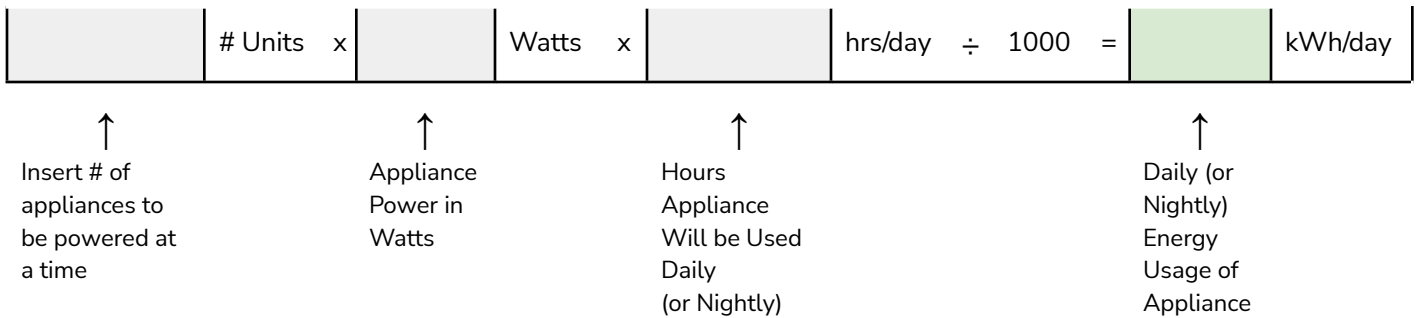 # Units x Watts x hrs/day ÷ 1000 = kWh/day
↑ ↑ ↑ ↑
Insert # of
appliances to
be powered at
a time
Appliance
Power in
Watts
Hours
Appliance
Will be Used
Daily
(or Nightly)
Daily (or
Nightly)
Energy
Usage of
Appliance